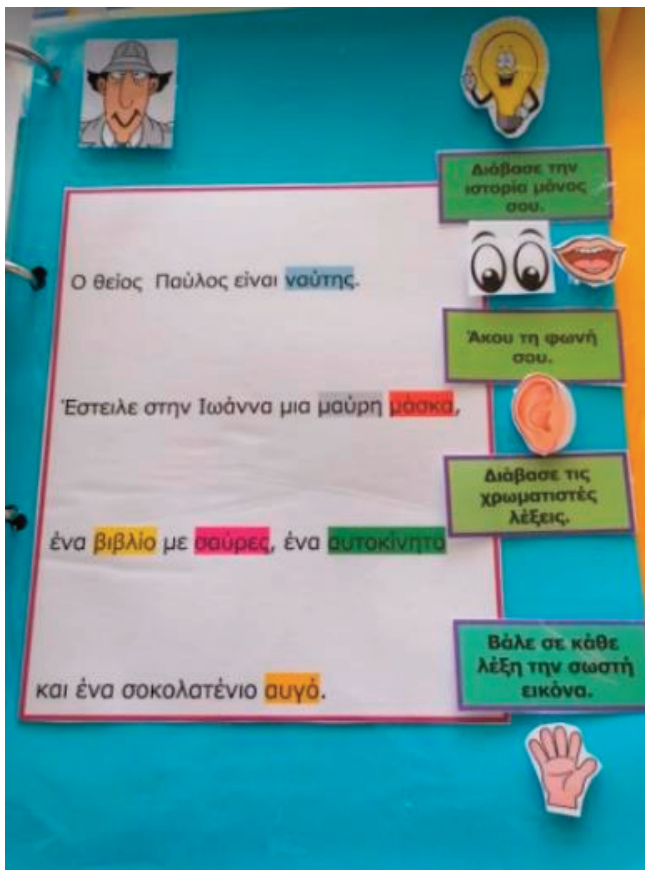 Διάβασε την
ιστορία μόνος
σου.
Ο θείος Παύλος είναι ναύτης.
Άκου τη φωνή
σου.
Έστειλε στην Ιωάννα μια μαύρη μάσκα,
Διάβασε τις
χρωματιστές
λέξεις.
ένα βιβλίο με σαύρες, ένα αυτοκίνητο
Βάλε σε κάθε
λέξη την σωστή
εικόνα.
και ένα σοκολατένιο αυγό.